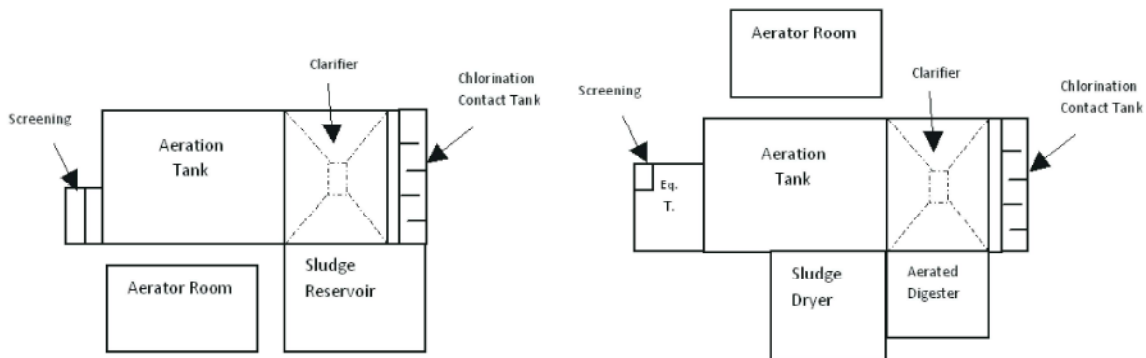 Clarifier
Chlorination
Contact Tank
Screening
Aeration
Tank
Aerator Room
Sludge
Reservoir
Aerator Room
Clarifier
Chlorination
Contact Tank
Screening
Eq.
T.
Aeration
Tank
Sludge
Dryer
Aerated
Digester